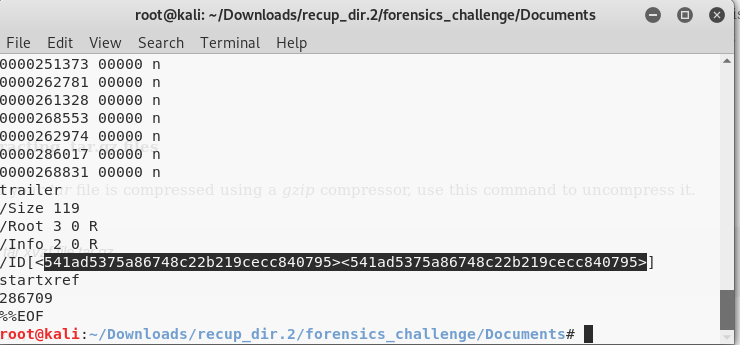 root@kali: ~/Downloads/recup_dir.2/forensics_challenge/Documents
File Edit View Search Terminal Help
0000251373 00000 n
0000262781 00000 n
0000261328 00000 n
0000268553 00000 n
0000262974 00000 n
0000286017 00000 n
0000268831 00000 n
trailer
file is compressed using a gzip compressor, use this command to uncompress it.
/Size 119
/Root 3 0 R
/Info 2 0 R
/ID[<541ad5375a86748c22b219cecc840795><541ad5375a86748c22b219cecc840795>]
startxref
286709
%%EOF
root@kali:~/Downloads/recup_dir.2/forensics_challenge/Documents#